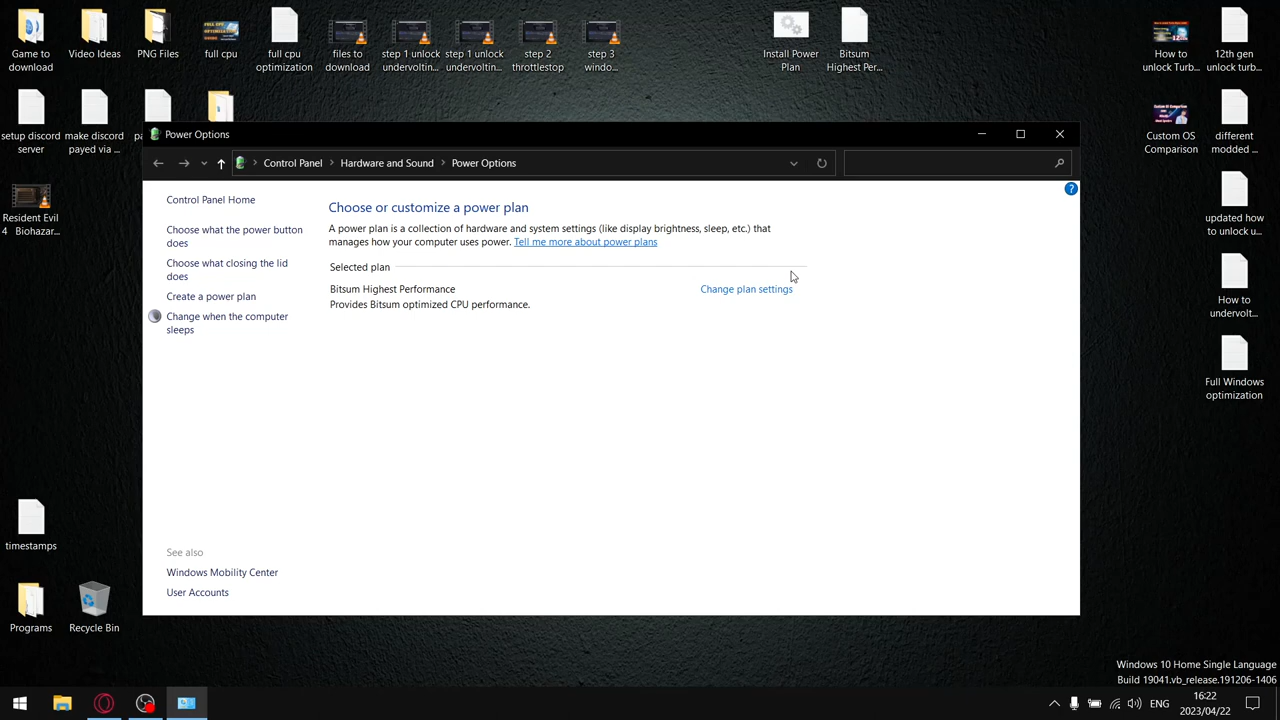 Game to
download
Video Ideas
PNG Files
full cpu
full cpu
optimization
files to
download
step 1 unlock
undervoltin...
step 1 unlock
undervoltin...
step 2
throttlestop
step 3
windo...
Install Power
Plan
Bitsum
Highest Per...
How to
unlock Turb...
12th gen
unlock turb...
setup discord
server
make discord
payed via ...
Custom OS
Comparison
different
modded ...
Resident Evil
4 Biohazar...
updated how
to unlock u...
How to
undervolt...
Full Windows
optimization
timestamps
Programs
Recycle Bin
Power Options
Control Panel
Hardware and Sound
Power Options
Control Panel Home
Choose what the power button
does
Choose what closing the lid
does
Create a power plan
Change when the computer
sleeps
Choose or customize a power plan
A power plan is a collection of hardware and system settings (like display brightness, sleep, etc.) that
manages how your computer uses power. Tell me more about power plans
Selected plan
Bitsum Highest Performance
Change plan settings
Provides Bitsum optimized CPU performance.
See also
Windows Mobility Center
User Accounts
Windows 10 Home Single Language
Build 19041.vb_release.191206-1406
ENG
16:22
2023/04/22